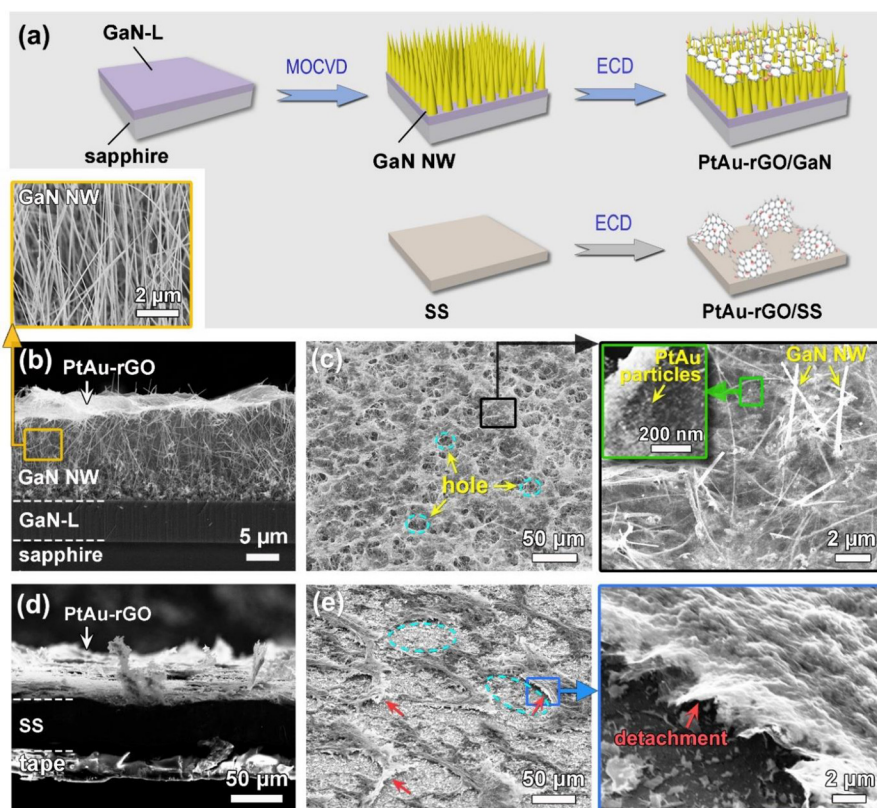 (a)
GaN-L
sapphire
MOCVD
GaN NW
ECD
PtAu-rGO/GaN
SS
ECD
PtAu-rGO/SS
GaN NW
2 µm
(b)
PtAu-rGO
GaN NW
GaN-L
sapphire
5 µm
(c)
hole
50 µm
PtAu
particles
200 nm
GaN NW
2 µm
(d)
PtAu-rGO
SS
tape
50 µm
(e)
50 µm
detachment
2 µm